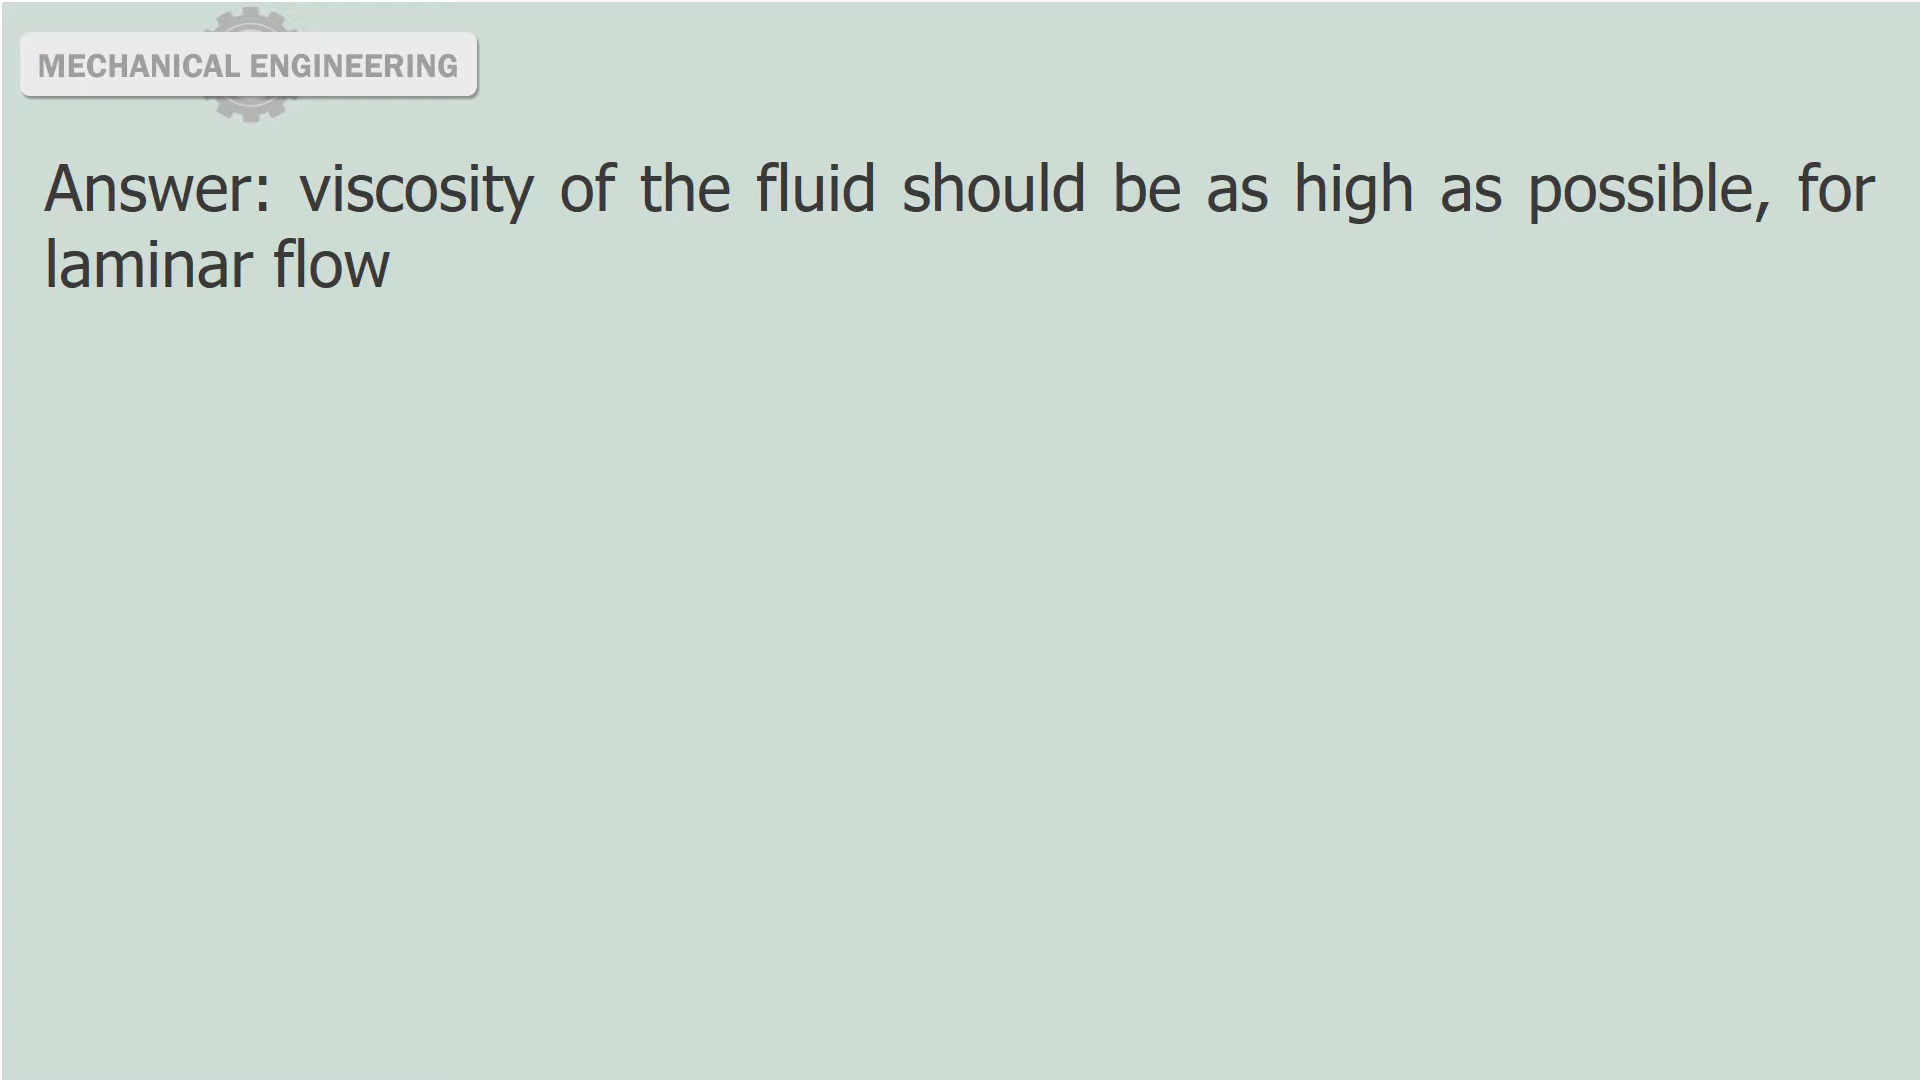 MECHANICAL ENGINEERING
Answer: viscosity of the fluid should be as high as possible, for
laminar flow